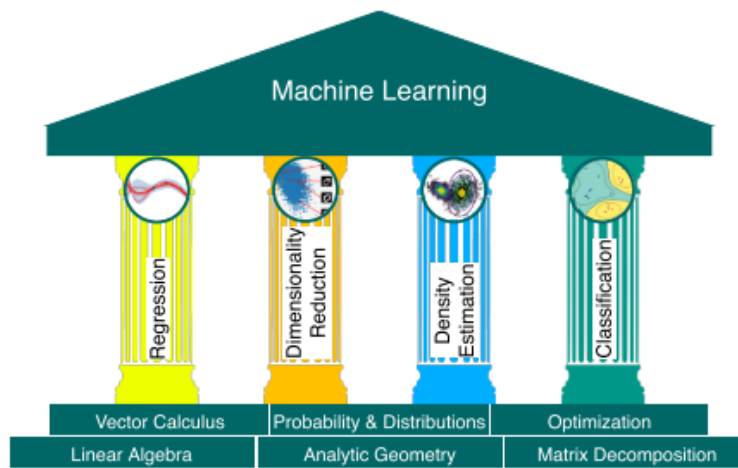 Machine Learning
Regression
Dimensionality
Reduction
Density
Estimation
Classification
Vector Calculus
Probability & Distributions
Optimization
Linear Algebra
Analytic Geometry
Matrix Decomposition